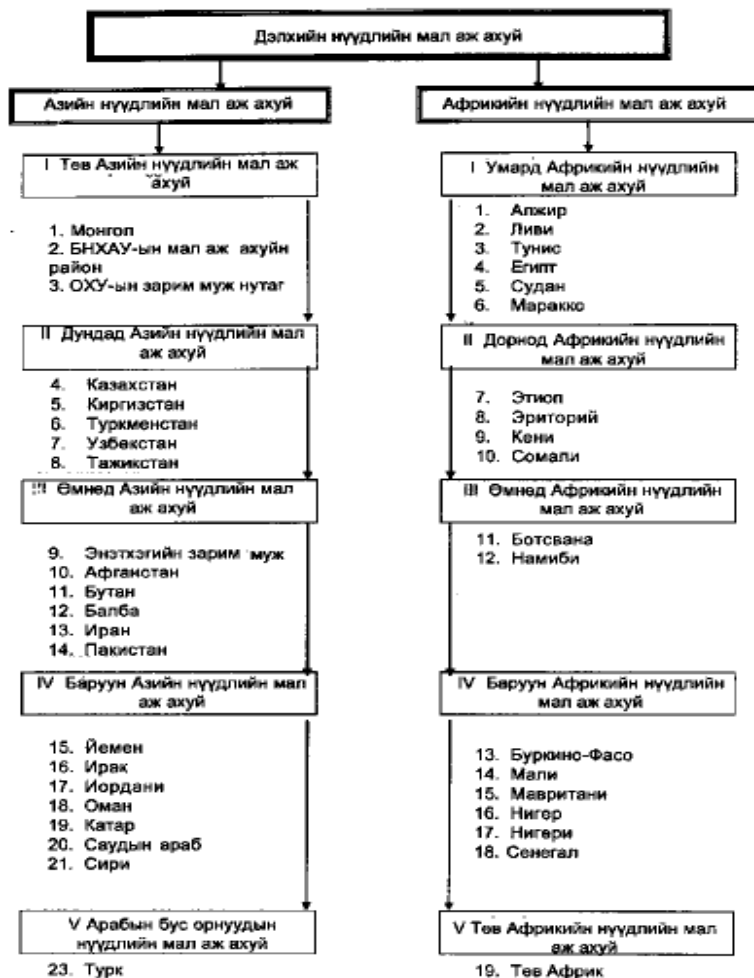 Дэлхийн нүүдлийн мал аж ахуй
Азийн нүүдлийн мал аж ахуй
I Төв Азийн нүүдлийн мал аж
ахуй
1. Монгол
2. БНХАУ-ын мал аж ахуйн
район
3. ОХУ-ын зарим муж нутаг
II Дундад Азийн нүүдлийн мал
аж ахуй
4. Казахстан
5. Киргизстан
6. Туркменстан
7. Узбекстан
8. Тажикстан
III Өмнөд Азийн нүүдлийн мал
аж ахуй
9. Энэтхэгийн зарим муж
10. Афганстан
11. Бутан
12. Балба
13. Иран
14. Пакистан
IV Баруун Азийн нүүдлийн мал
аж ахуй
15. Йемен
16. Ирак
17. Иордани
18. Оман
19. Катар
20. Саудын араб
21. Сири
V Арабын бус орнуудын
нүүдлийн мал аж ахуй
23. Турк
Африкийн нүүдлийн мал аж ахуй
I Умард Африкийн нүүдлийн
мал аж ахуй
1. Алжир
2. Ливи
3. Тунис
4. Египт
5. Судан
6. Маракко
II Дорнод Африкийн нүүдлийн
мал аж ахуй
7. Этиоп
8. Эриторий
9. Кени
10. Сомали
III Өмнөд Африкийн нүүдлийн
мал аж ахуй
11. Ботсвана
12. Намиби
IV Баруун Африкийн нүүдлийн
мал аж ахуй
13. Буркино-Фасо
14. Мали
15. Мавритани
16. Нигер
17. Нигери
18. Сенегал
V Төв Африкийн нүүдлийн мал
аж ахуй
19. Төв Африк